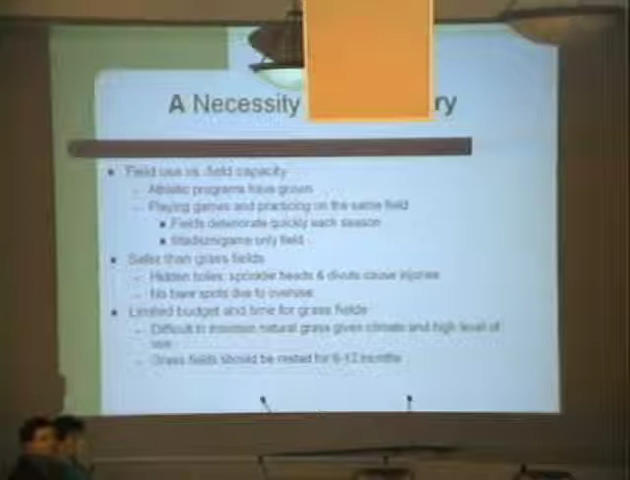 A Necessity ry
Field use vs. field capacity
Athletic programs have grown
Playing games and practicing on the same field
Fields deteriorate quickly each season
Stadium/game only field
Safer than grass fields
Hidden holes, sprinkler heads & divots cause injuries
No bare spots due to overuse
Limited budget and time for grass fields
Difficult to maintain natural grass given climate and high level of
use
Grass fields should be rested for 6-12 months